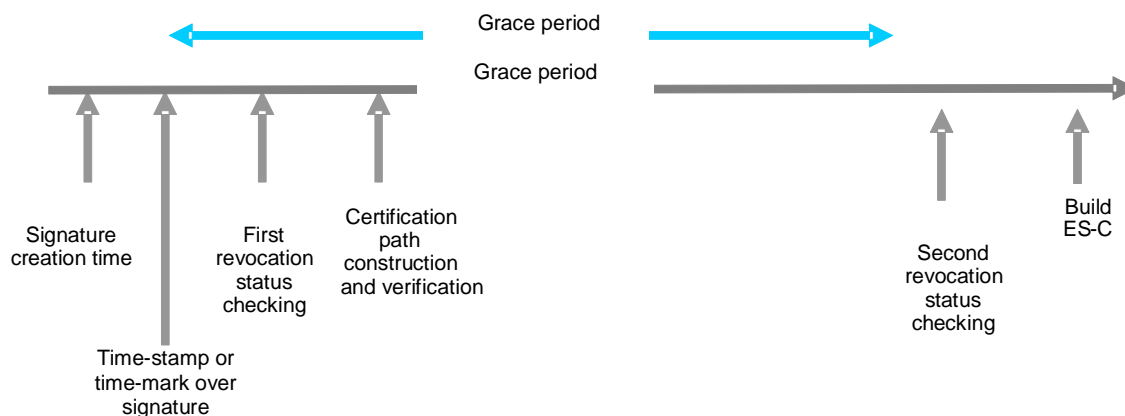 Grace period
Grace period
Signature
creation time
Time-stamp or
time-mark over
signature
First
revocation
status
checking
Certification
path
construction
and verification
Second
revocation
status
checking
Build
ES-C